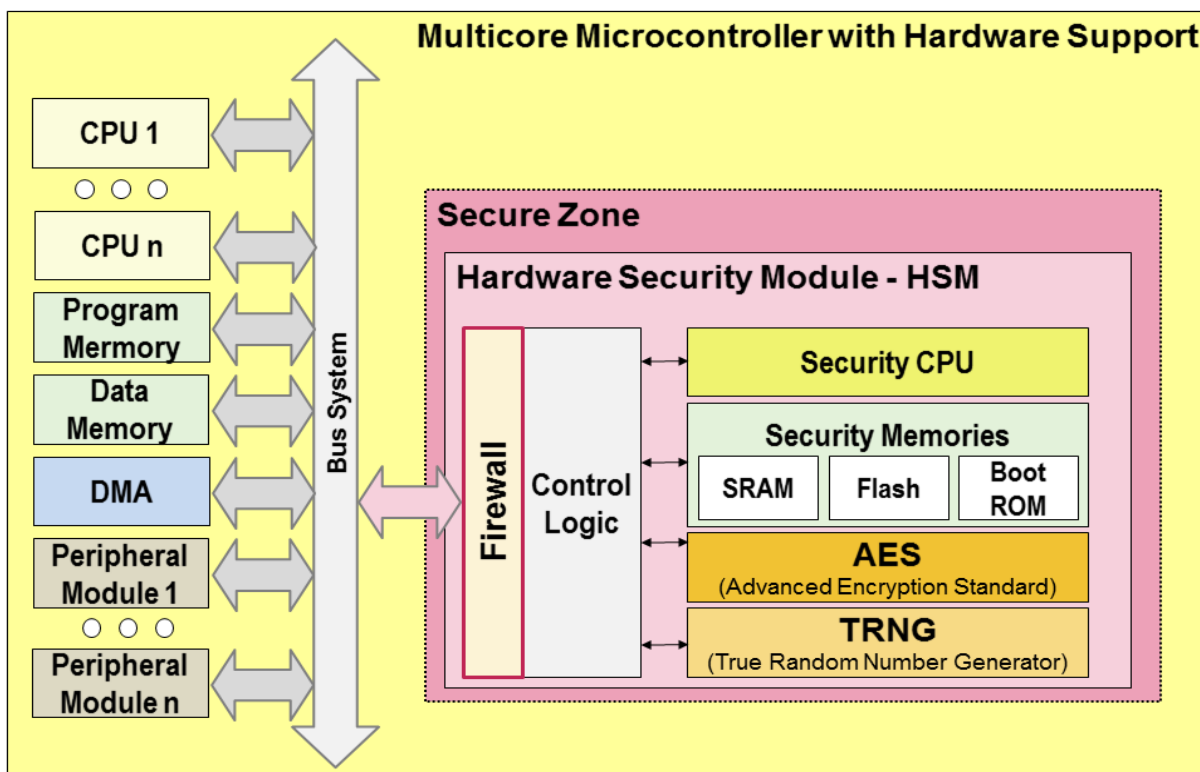 Multicore Microcontroller with Hardware Support
CPU 1
CPU n
Program
Mermory
Data
Memory
DMA
Peripheral
Module 1
Peripheral
Module n
Bus System
Secure Zone
Hardware Security Module - HSM
Firewall
Control
Logic
Security CPU
Security Memories
SRAM
Flash
Boot
ROM
AES
(Advanced Encryption Standard)
TRNG
(True Random Number Generator)